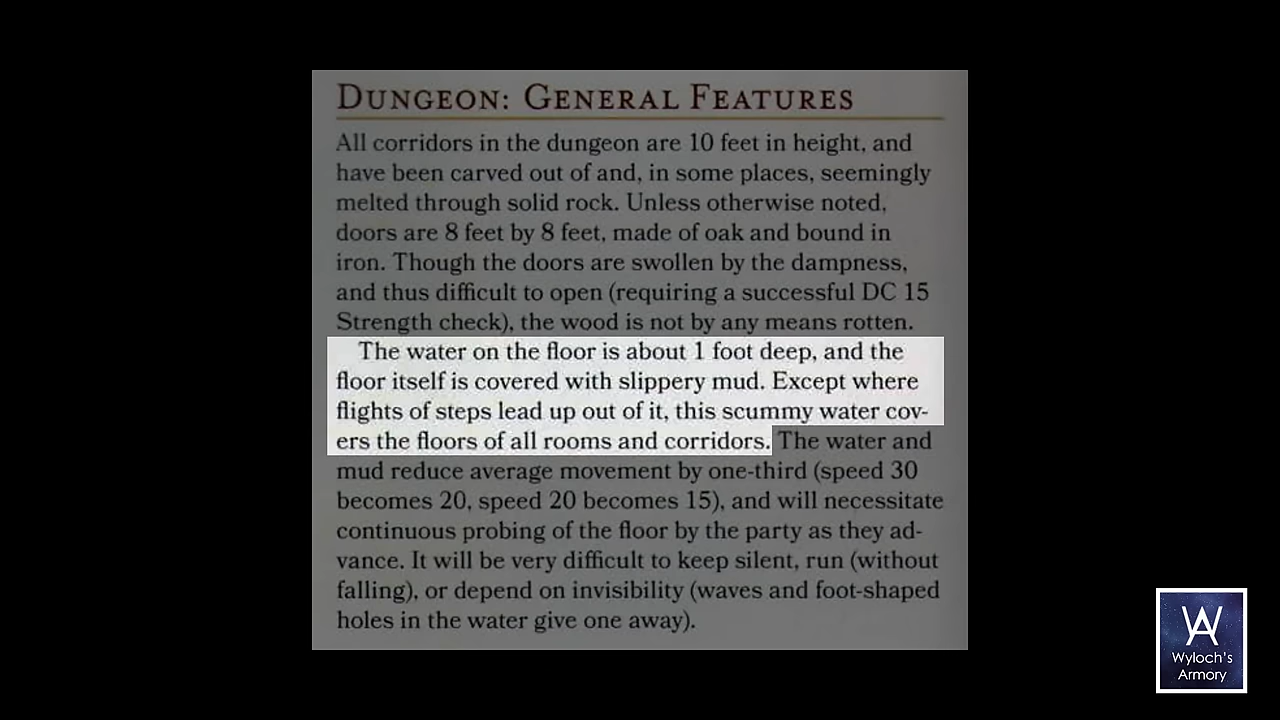 DUNGEON: GENERAL FEATURES
All corridors in the dungeon are 10 feet in height, and
have been carved out of and, in some places, seemingly
melted through solid rock. Unless otherwise noted,
doors are 8 feet by 8 feet, made of oak and bound in
iron. Though the doors are swollen by the dampness,
and thus difficult to open (requiring a successful DC 15
Strength check), the wood is not by any means rotten.
The water on the floor is about 1 foot deep, and the
floor itself is covered with slippery mud. Except where
flights of steps lead up out of it, this scummy water cov-
ers the floors of all rooms and corridors. The water and
mud reduce average movement by one-third (speed 30
becomes 20, speed 20 becomes 15), and will necessitate
continuous probing of the floor by the party as they ad-
vance. It will be very difficult to keep silent, run (without
falling), or depend on invisibility (waves and foot-shaped
holes in the water give one away).
WA
Wyloch's
Armory